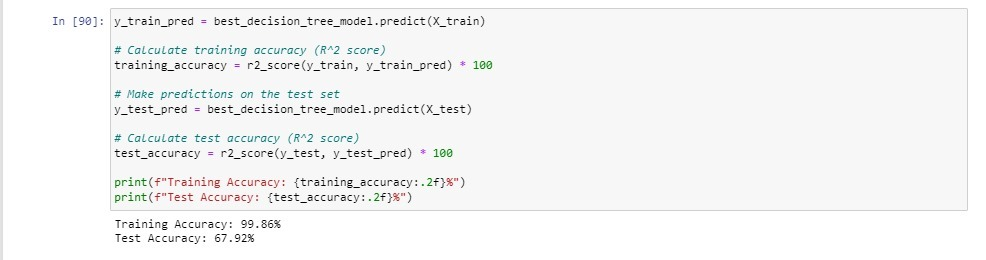 In [90]: y_train_pred = best_decision_tree_model.predict(X_train)
# Calculate training accuracy (R^2 score)
training_accuracy = r2_score(y_train, y_train_pred) * 100
# Make predictions on the test set
y_test_pred = best_decision_tree_model.predict(X_test)
# Calculate test accuracy (R^2 score)
test_accuracy = r2_score(y_test, y_test_pred) * 100
print(f"Training Accuracy: {training_accuracy:.2f}%")
print(f"Test Accuracy: {test_accuracy:.2f}%")
Training Accuracy: 99.86%
Test Accuracy: 67.92%